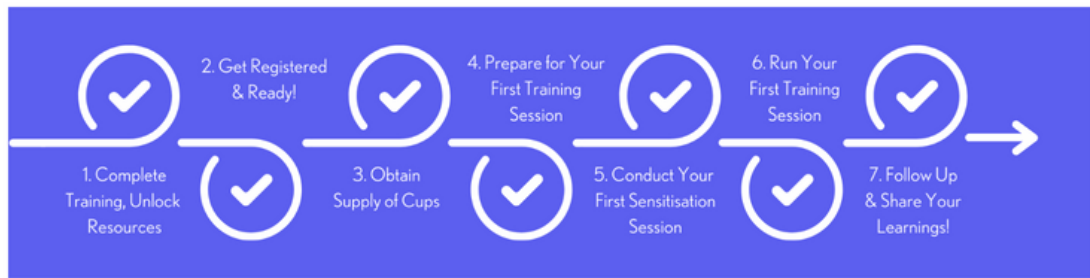 1. Complete
Training, Unlock
Resources
2. Get Registered
& Ready!
3. Obtain
Supply of Cups
4. Prepare for Your
First Training
Session
5. Conduct Your
First Sensitisation
Session
6. Run Your
First Training
Session
7. Follow Up
& Share Your
Learnings!